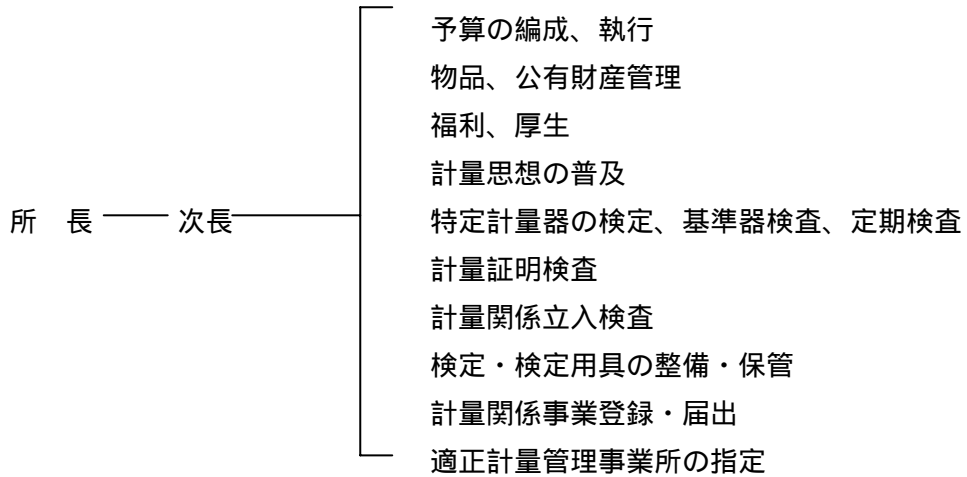 予算の編成、執行
物品、公有財産管理
福利、厚生
計量思想の普及
所　長 次長 特定計量器の検定、基準器検査、定期検査
計量証明検査
計量関係立入検査
検定・検定用具の整備・保管
計量関係事業登録・届出
適正計量管理事業所の指定